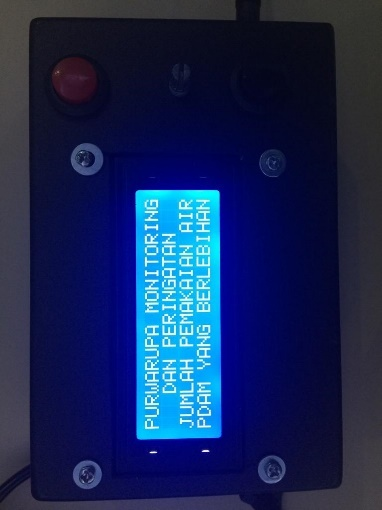 PURWARUPA MONITORING
DAN PERINGATAN
JUMLAH PEMAKAIAN AIR
PDAM YANG BERLEBIHAN